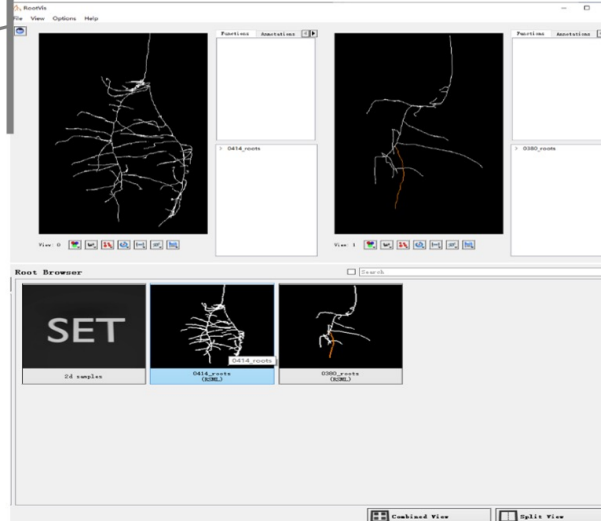 RootVis
File View Options Help
Functions Annotations
Functions Annotations
0414_roots
0380_roots
View: 0
View: 1
Root Browser
Search
SET
0414_roots
2d samples
0414_roots
(RSML)
0380_roots
(RSML)
Combined View
Split View